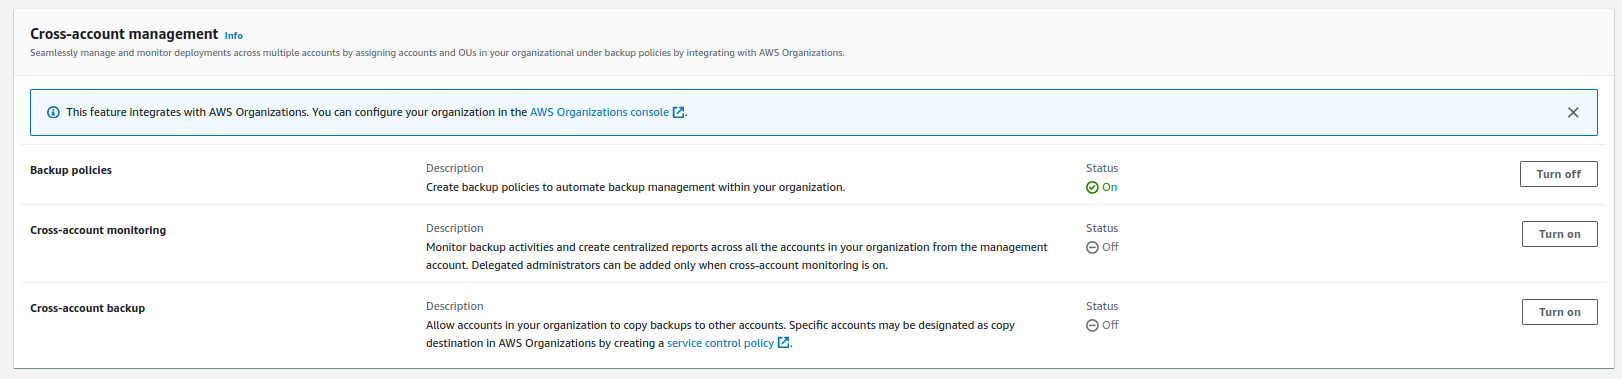 Cross-account management Info
Seamlessly manage and monitor deployments across multiple accounts by assigning accounts and OUs in your organizational under backup policies by integrating with AWS Organizations.
This feature integrates with AWS Organizations. You can configure your organization in the AWS Organizations console.
Backup policies
Description
Create backup policies to automate backup management within your organization.
Status
On
Turn off
Cross-account monitoring
Description
Monitor backup activities and create centralized reports across all the accounts in your organization from the management
account. Delegated administrators can be added only when cross-account monitoring is on.
Status
Off
Turn on
Cross-account backup
Description
Allow accounts in your organization to copy backups to other accounts. Specific accounts may be designated as copy
destination in AWS Organizations by creating a service control policy.
Status
Off
Turn on